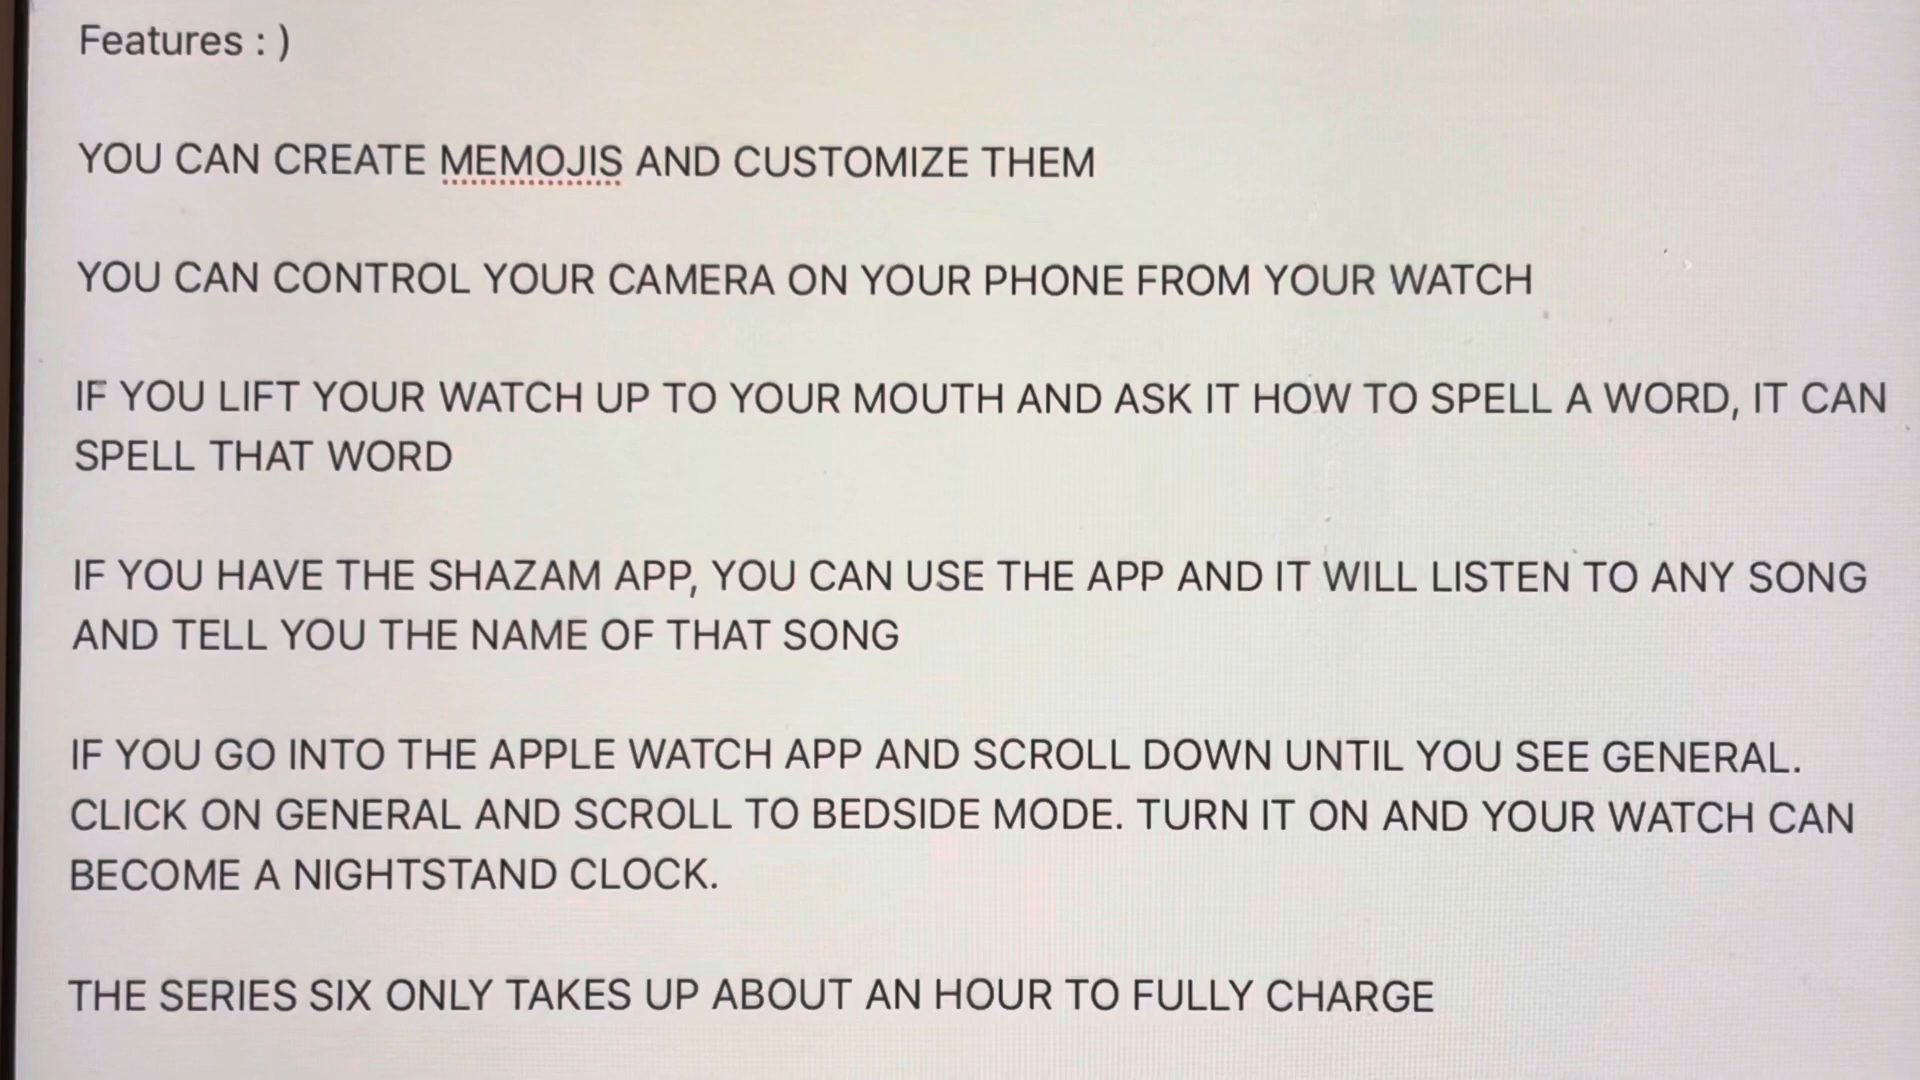 Features : )
YOU CAN CREATE MEMOJIS AND CUSTOMIZE THEM
YOU CAN CONTROL YOUR CAMERA ON YOUR PHONE FROM YOUR WATCH
IF YOU LIFT YOUR WATCH UP TO YOUR MOUTH AND ASK IT HOW TO SPELL A WORD, IT CAN
SPELL THAT WORD
IF YOU HAVE THE SHAZAM APP, YOU CAN USE THE APP AND IT WILL LISTEN TO ANY SONG
AND TELL YOU THE NAME OF THAT SONG
IF YOU GO INTO THE APPLE WATCH APP AND SCROLL DOWN UNTIL YOU SEE GENERAL.
CLICK ON GENERAL AND SCROLL TO BEDSIDE MODE. TURN IT ON AND YOUR WATCH CAN
BECOME A NIGHTSTAND CLOCK.
THE SERIES SIX ONLY TAKES UP ABOUT AN HOUR TO FULLY CHARGE